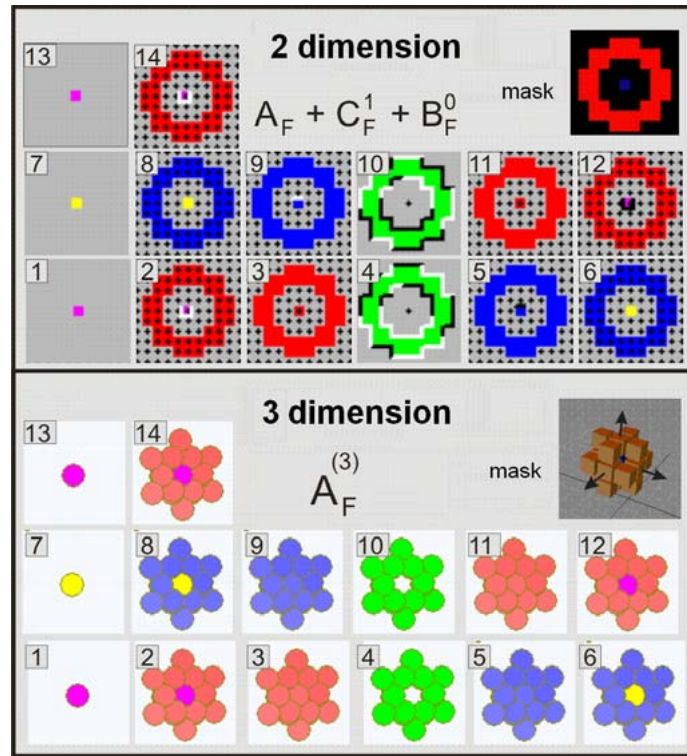 2 dimension
13 14
A_F + C_F^1 + B_F^0
mask
7 8 9 10 11 12
1 2 3 4 5 6
3 dimension
13 14
A_F^(3)
mask
7 8 9 10 11 12
1 2 3 4 5 6